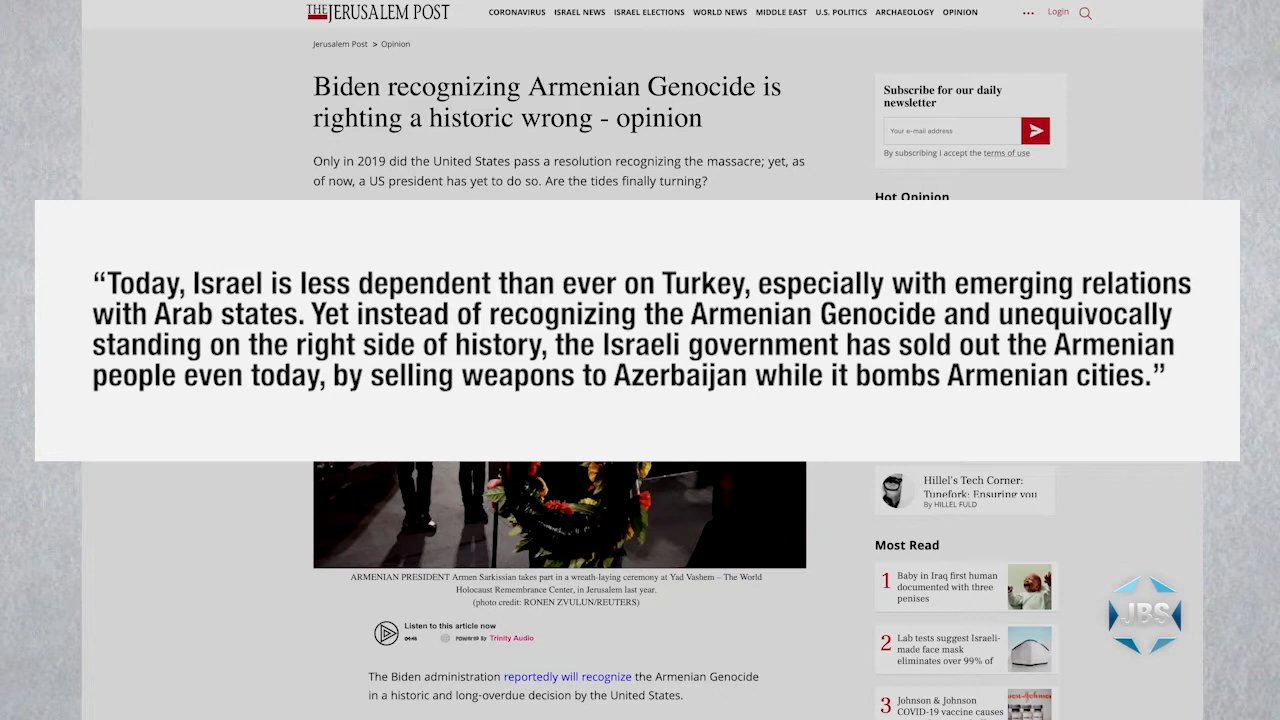 THE JERUSALEM POST
CORONAVIRUS ISRAEL NEWS ISRAEL ELECTIONS WORLD NEWS MIDDLE EAST U.S. POLITICS ARCHAEOLOGY OPINION
... Login
Jerusalem Post > Opinion
Biden recognizing Armenian Genocide is
righting a historic wrong - opinion
Only in 2019 did the United States pass a resolution recognizing the massacre; yet, as
of now, a US president has yet to do so. Are the tides finally turning?
Subscribe for our daily
newsletter
Your e-mail address
By subscribing I accept the terms of use
Hot Opinion
“Today, Israel is less dependent than ever on Turkey, especially with emerging relations
with Arab states. Yet instead of recognizing the Armenian Genocide and unequivocally
standing on the right side of history, the Israeli government has sold out the Armenian
people even today, by selling weapons to Azerbaijan while it bombs Armenian cities.”
ARMENIAN PRESIDENT Armen Sarkissian takes part in a wreath-laying ceremony at Yad Vashem – The World
Holocaust Remembrance Center, in Jerusalem last year.
(photo credit: RONEN ZVULUN/REUTERS)
Listen to this article now
Powered by Trinity Audio
The Biden administration reportedly will recognize the Armenian Genocide
in a historic and long-overdue decision by the United States.
Hillel's Tech Corner:
Tunefork: Ensuring you
By HILLEL FULD
Most Read
1 Baby in Iraq first human
documented with three
penises
2 Lab tests suggest Israeli-
made face mask
eliminates over 99% of
3 Johnson & Johnson
COVID-19 vaccine causes
JBS